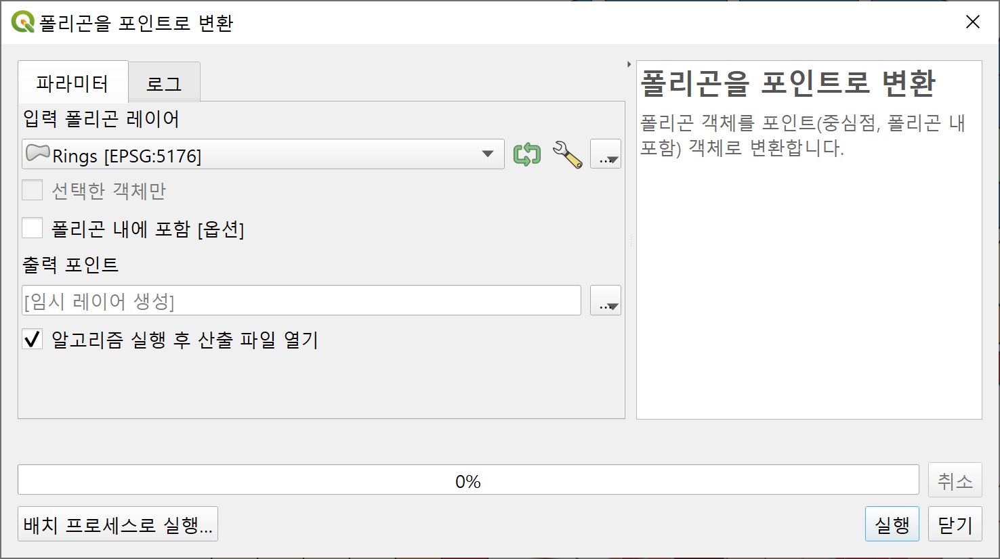 폴리곤을 포인트로 변환
파라미터
로그
입력 폴리곤 레이어
Rings [EPSG:5176]
...
선택한 객체만
폴리곤 내에 포함 [옵션]
출력 포인트
[임시 레이어 생성]
...
알고리즘 실행 후 산출 파일 열기
폴리곤을 포인트로 변환
폴리곤 객체를 포인트(중심점, 폴리곤 내
포함) 객체로 변환합니다.
0%
취소
배치 프로세스로 실행...
실행
닫기